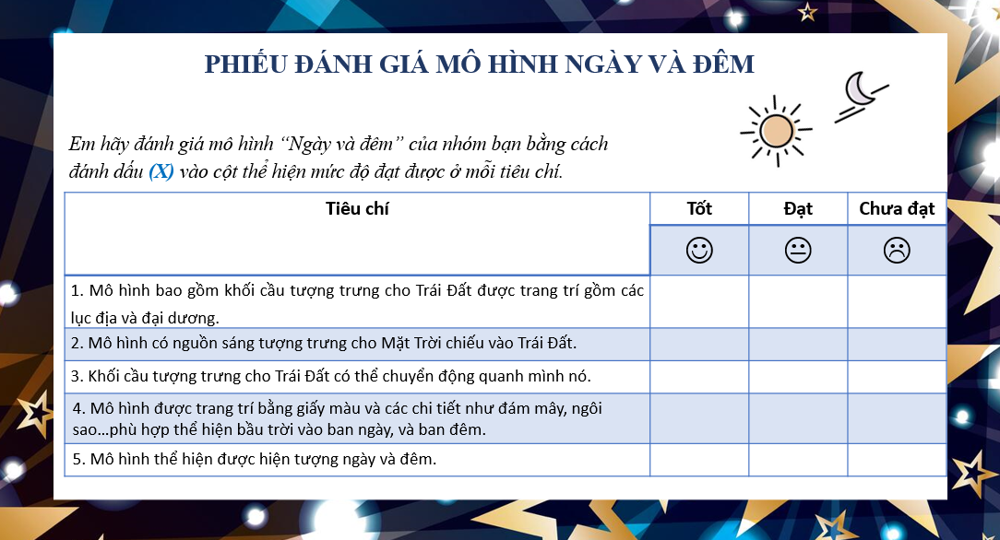 PHIẾU ĐÁNH GIÁ MÔ HÌNH NGÀY VÀ ĐÊM
Em hãy đánh giá mô hình “Ngày và đêm” của nhóm bạn bằng cách
đánh dấu (X) vào cột thể hiện mức độ đạt được ở mỗi tiêu chí.
Tiêu chí
Tốt
Đạt
Chưa đạt
1. Mô hình bao gồm khối cầu tượng trưng cho Trái Đất được trang trí gồm các
lục địa và đại dương.
2. Mô hình có nguồn sáng tượng trưng cho Mặt Trời chiếu vào Trái Đất.
3. Khối cầu tượng trưng cho Trái Đất có thể chuyển động quanh mình nó.
4. Mô hình được trang trí bằng giấy màu và các chi tiết như đám mây, ngôi
sao...phù hợp thể hiện bầu trời vào ban ngày, và ban đêm.
5. Mô hình thể hiện được hiện tượng ngày và đêm.